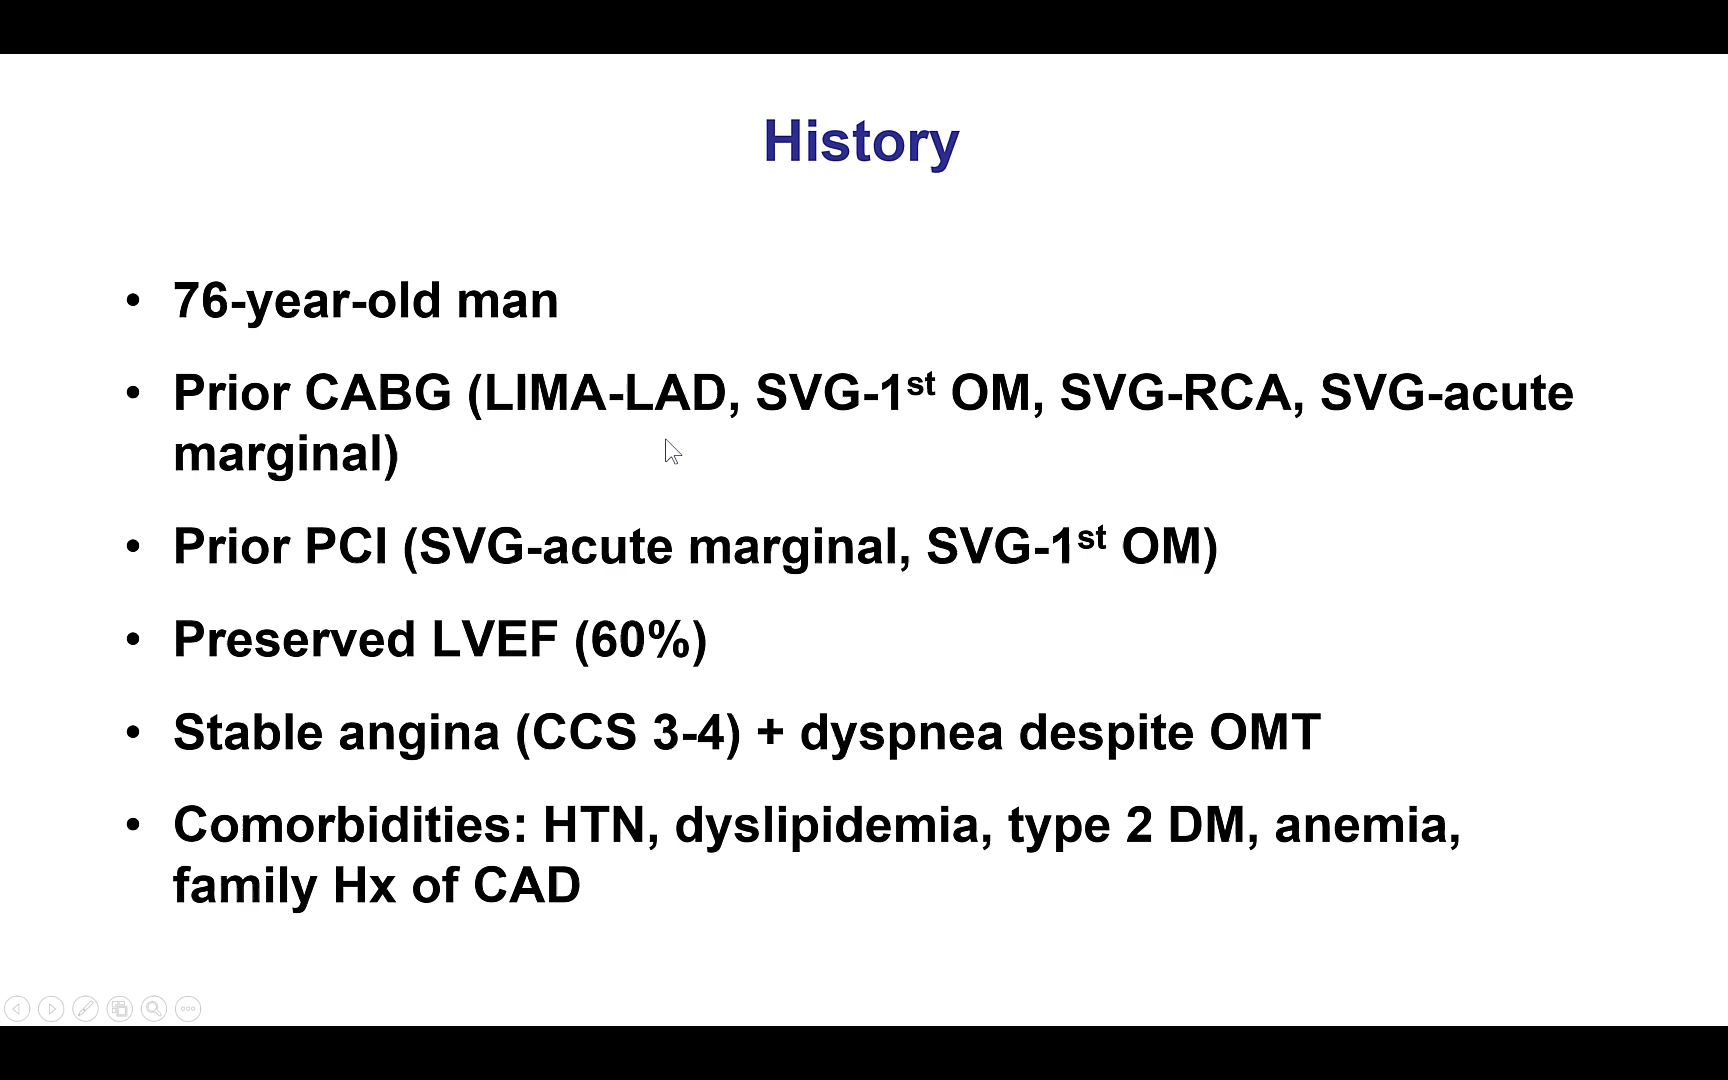 History
• 76-year-old man
• Prior CABG (LIMA-LAD, SVG-1st OM, SVG-RCA, SVG-acute
marginal)
• Prior PCI (SVG-acute marginal, SVG-1st OM)
• Preserved LVEF (60%)
• Stable angina (CCS 3-4) + dyspnea despite OMT
• Comorbidities: HTN, dyslipidemia, type 2 DM, anemia,
family Hx of CAD